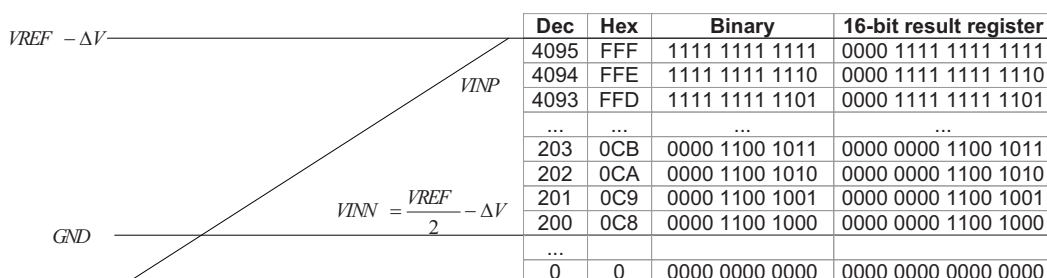 VREF − ΔV
VINP
VINN = VREF/2 − ΔV
GND
Dec Hex Binary 16-bit result register
4095 FFF 1111 1111 1111 0000 1111 1111 1111
4094 FFE 1111 1111 1110 0000 1111 1111 1110
4093 FFD 1111 1111 1101 0000 1111 1111 1101
... ... ... ...
203 0CB 0000 1100 1011 0000 0000 1100 1011
202 0CA 0000 1100 1010 0000 0000 1100 1010
201 0C9 0000 1100 1001 0000 0000 1100 1001
200 0C8 0000 1100 1000 0000 0000 1100 1000
...
0 0 0000 0000 0000 0000 0000 0000 0000